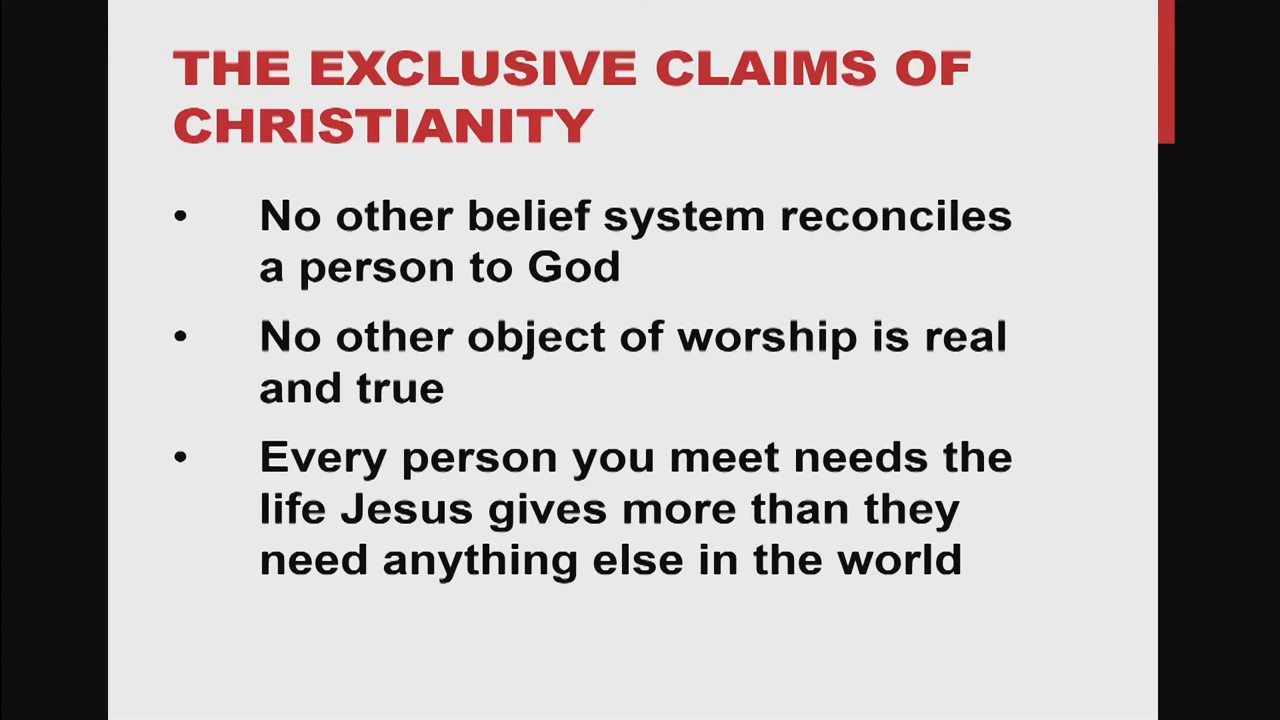 THE EXCLUSIVE CLAIMS OF
CHRISTIANITY
• No other belief system reconciles
a person to God
• No other object of worship is real
and true
• Every person you meet needs the
life Jesus gives more than they
need anything else in the world